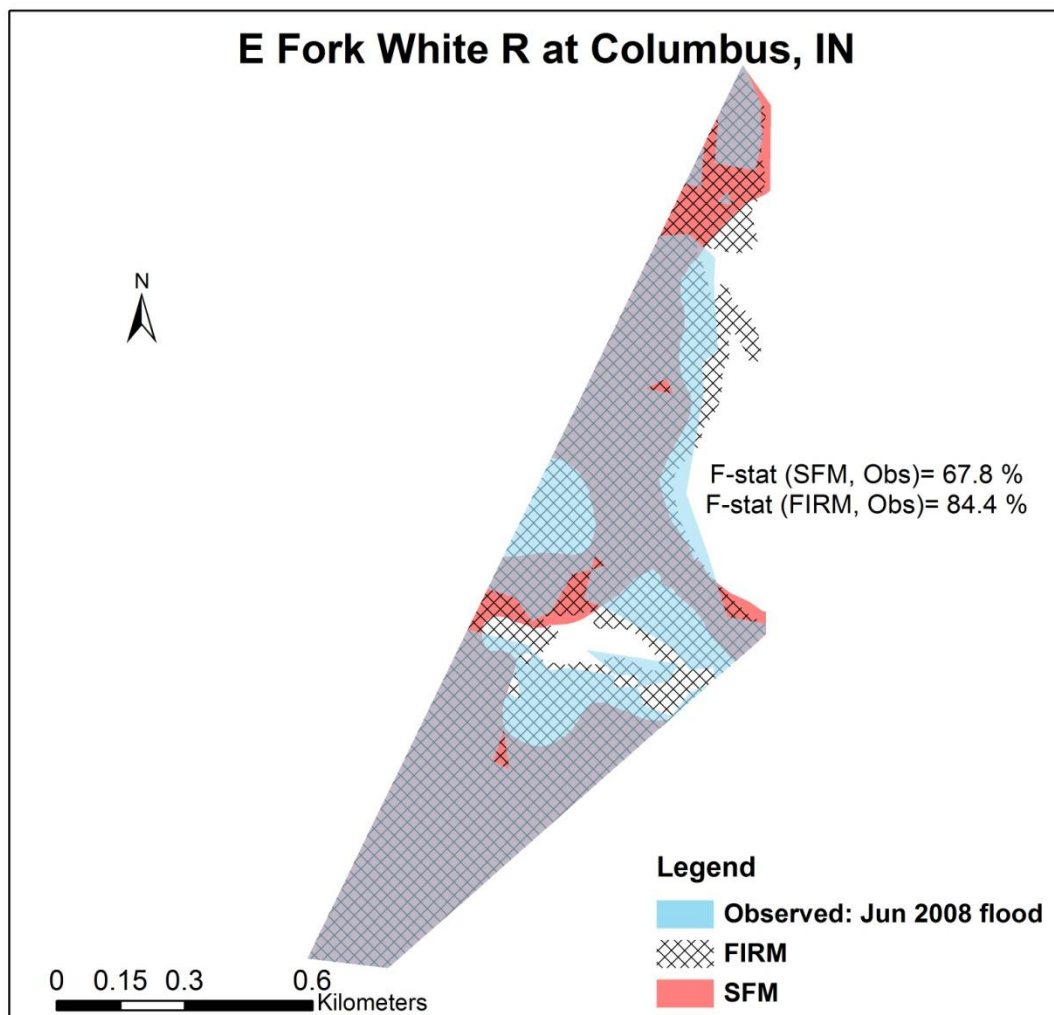 E Fork White R at Columbus, IN
N
F-stat (SFM, Obs)= 67.8 %
F-stat (FIRM, Obs)= 84.4 %
Legend
Observed: Jun 2008 flood
FIRM
SFM
0 0.15 0.3 0.6
Kilometers